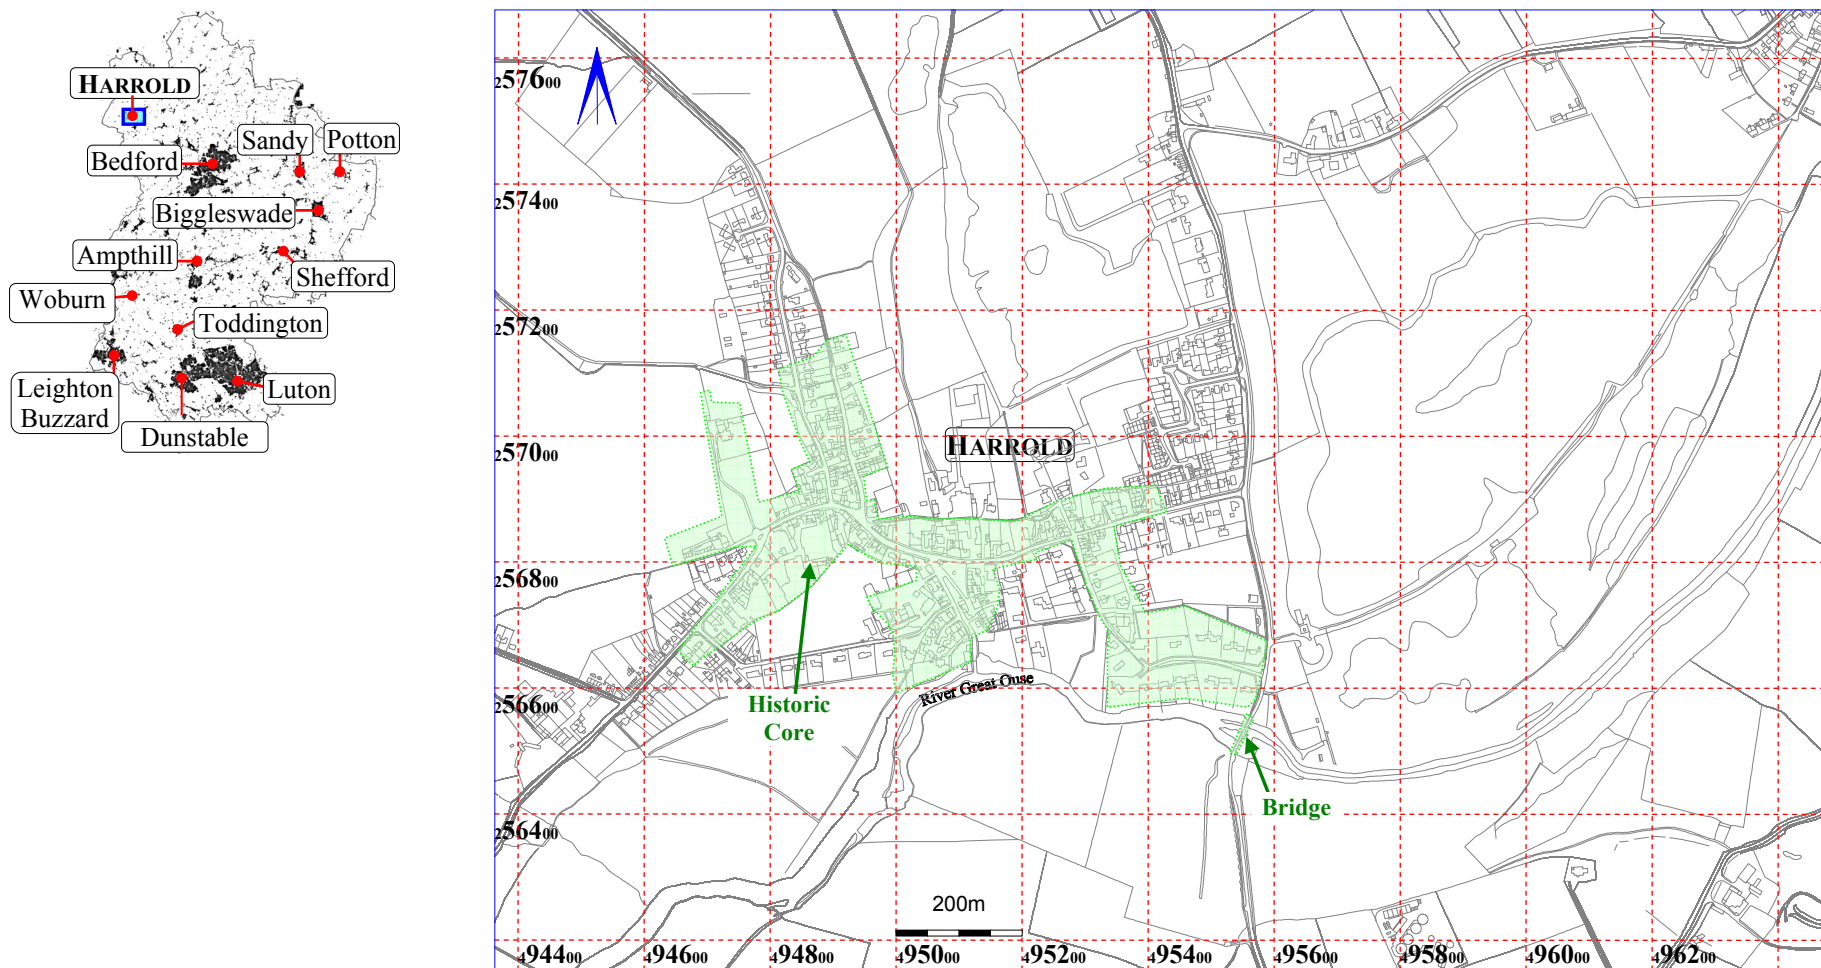 HARROLD
Sandy
Potton
Bedford
Biggleswade
Ampthill
Shefford
Woburn
Toddington
Leighton
Buzzard
Luton
Dunstable
257600
257400
257200
257000
256800
256600
256400
HARROLD
Historic
Core
River Great Ouse
Bridge
200m
494400
494600
494800
495000
495200
495400
495600
495800
496000
496200